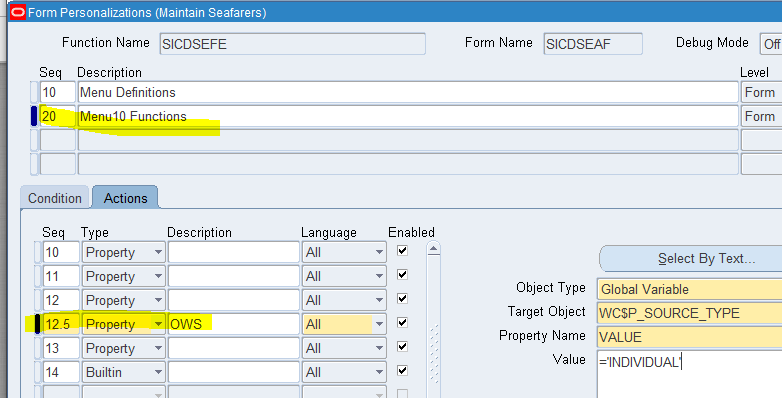 Form Personalizations (Maintain Seafarers)
Function Name SICDSEFE Form Name SICDSEAF Debug Mode Off
Seq Description Level
10 Menu Definitions Form
20 Menu10 Functions Form
Condition Actions
Seq Type Description Language Enabled
10 Property All
11 Property All
12 Property All
12.5 Property OWS All
13 Property All
14 Builtin All
Select By Text...
Object Type Global Variable
Target Object WC$P_SOURCE_TYPE
Property Name VALUE
Value ='INDIVIDUAL'